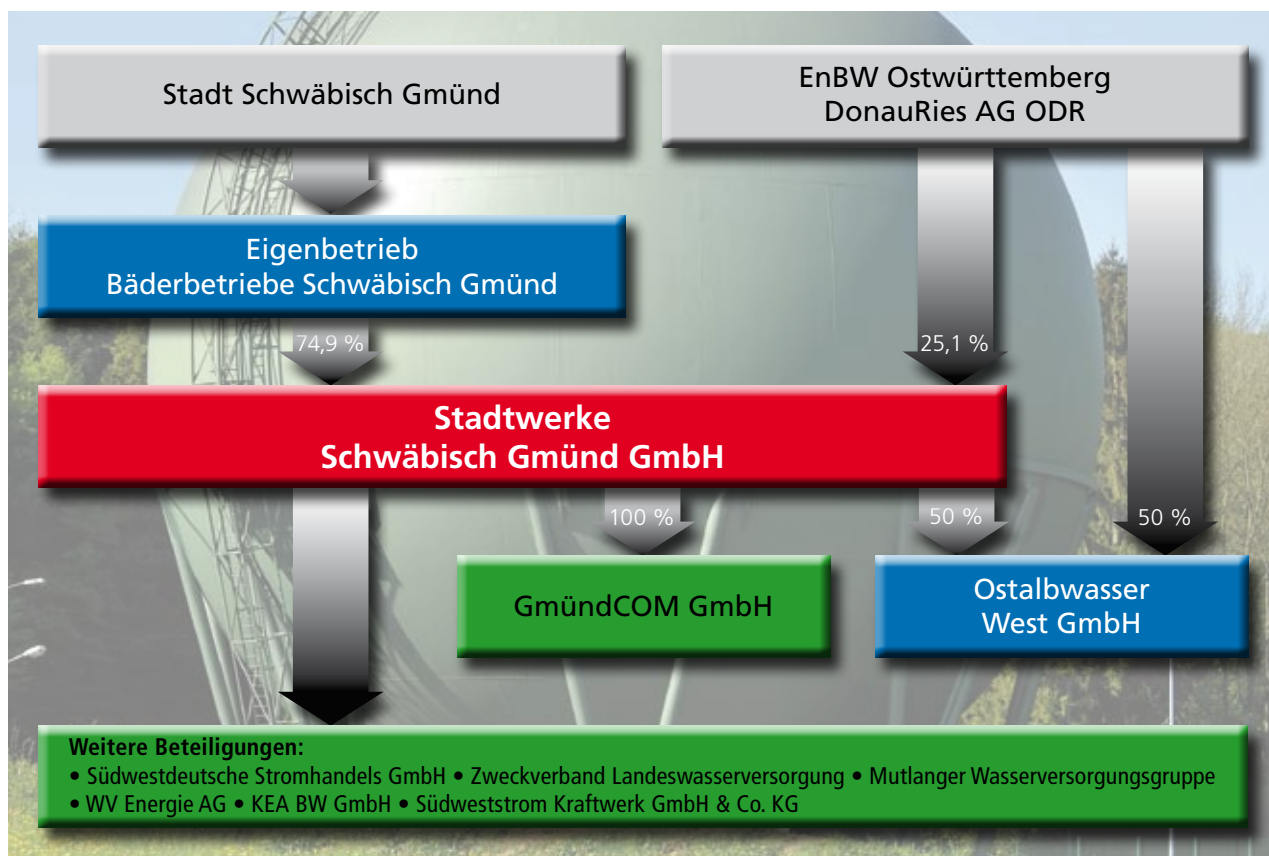 Stadt Schwäbisch Gmünd
EnBW Ostwürttemberg
DonauRies AG ODR
Eigenbetrieb
Bäderbetriebe Schwäbisch Gmünd
74,9 %
25,1 %
Stadtwerke
Schwäbisch Gmünd GmbH
100 %
50 %
50 %
GmündCOM GmbH
Ostalbwasser
West GmbH
Weitere Beteiligungen:
• Südwestdeutsche Stromhandels GmbH • Zweckverband Landeswasserversorgung • Mutlanger Wasserversorgungsgruppe
• WV Energie AG • KEA BW GmbH • Südweststrom Kraftwerk GmbH & Co. KG